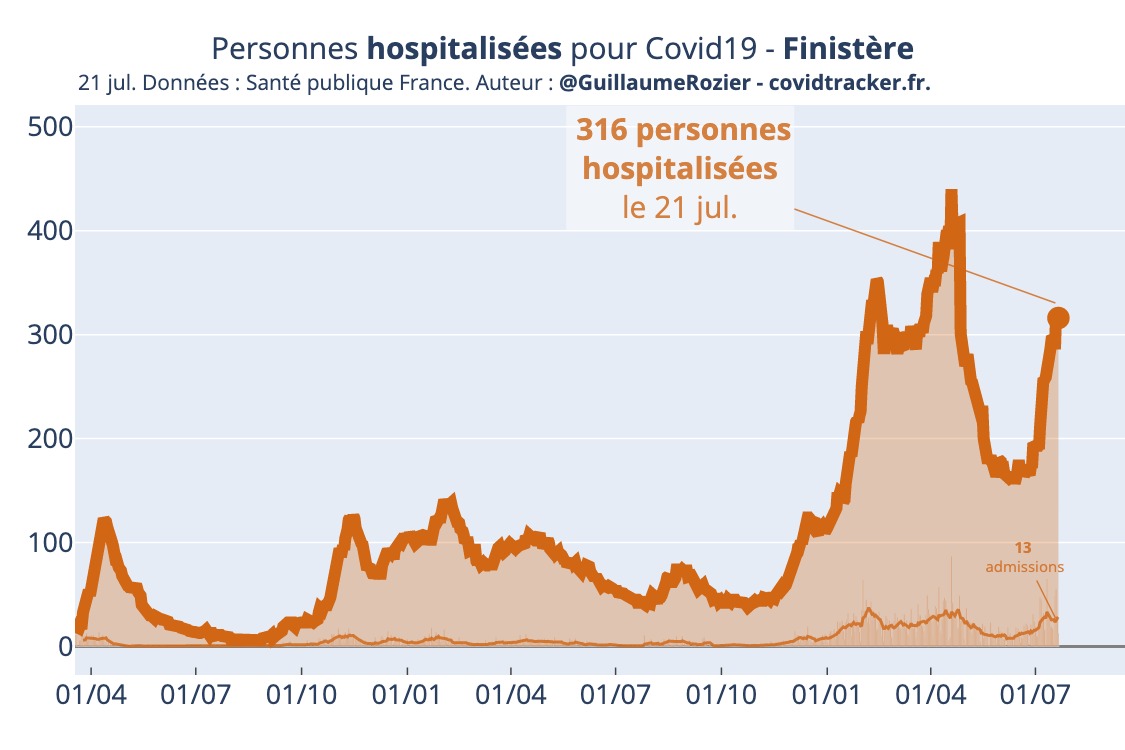 Personnes hospitalisées pour Covid19 - Finistère
21 jul. Données : Santé publique France. Auteur : @GuillaumeRozier - covidtracker.fr.
500
316 personnes
hospitalisées
le 21 jul.
400
300
200
100
13
admissions
0
01/04 01/07 01/10 01/01 01/04 01/07 01/10 01/01 01/04 01/07